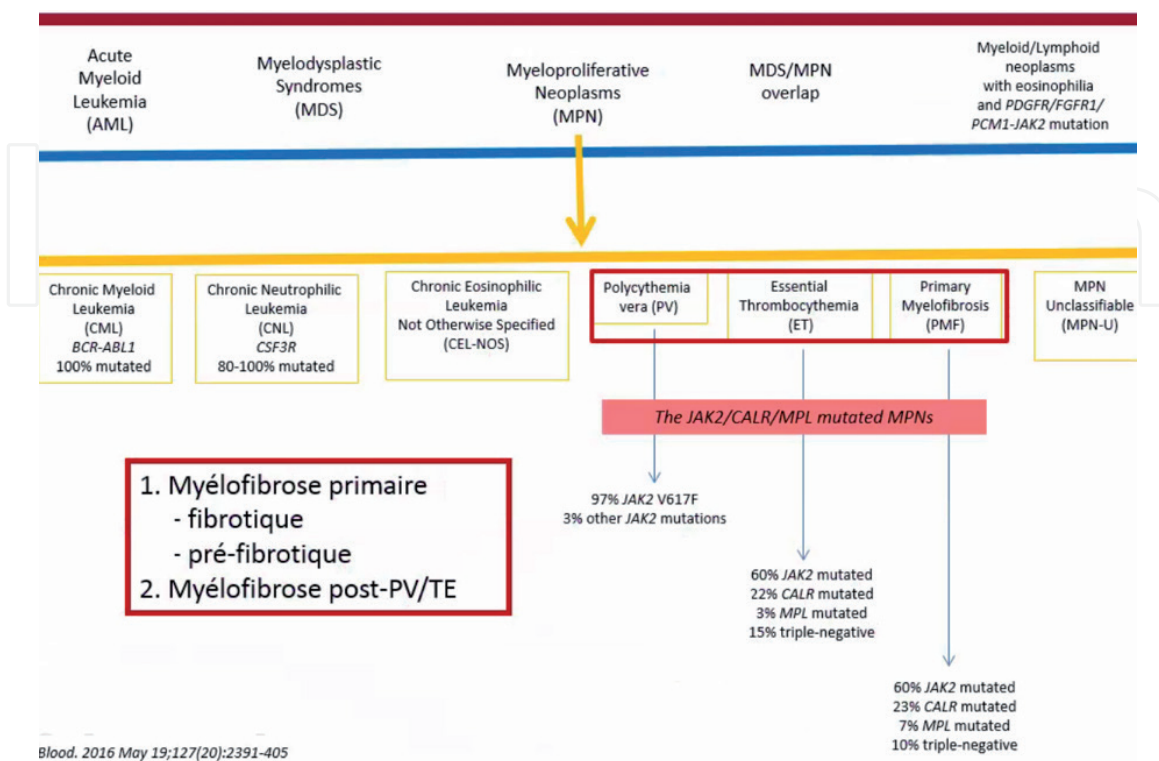 Acute
Myeloid
Leukemia
(AML)
Myelodysplastic
Syndromes
(MDS)
Myeloproliferative
Neoplasms
(MPN)
MDS/MPN
overlap
Myeloid/Lymphoid
neoplasms
with eosinophilia
and PDGFR/FGFR1/
PCM1-JAK2 mutation
Chronic Myeloid
Leukemia
(CML)
BCR-ABL1
100% mutated
Chronic Neutrophilic
Leukemia
(CNL)
CSF3R
80-100% mutated
Chronic Eosinophilic
Leukemia
Not Otherwise Specified
(CEL-NOS)
Polycythemia
vera (PV)
Essential
Thrombocythemia
(ET)
Primary
Myelofibrosis
(PMF)
MPN
Unclassifiable
(MPN-U)
The JAK2/CALR/MPL mutated MPNs
1. Myélofibrose primaire
- fibrotique
- pré-fibrotique
2. Myélofibrose post-PV/TE
97% JAK2 V617F
3% other JAK2 mutations
60% JAK2 mutated
22% CALR mutated
3% MPL mutated
15% triple-negative
60% JAK2 mutated
23% CALR mutated
7% MPL mutated
10% triple-negative
Blood. 2016 May 19;127(20):2391-405